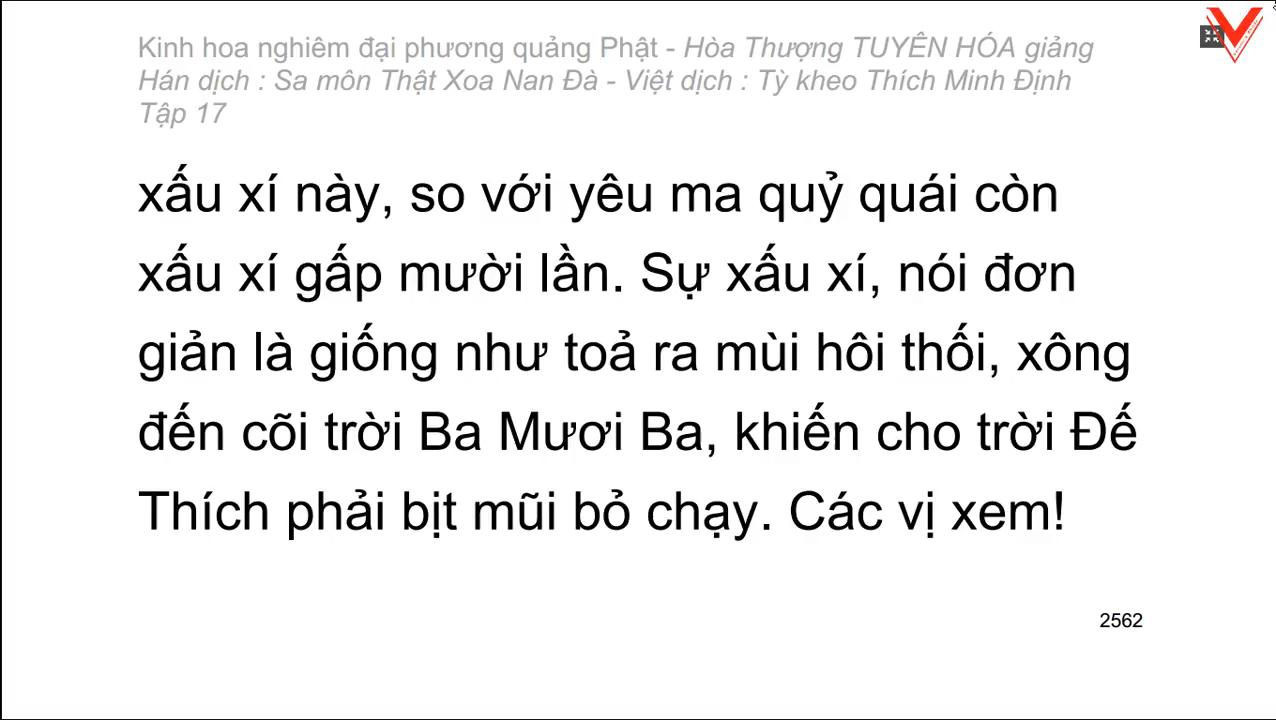 Kinh hoa nghiêm đại phương quảng Phật - Hòa Thượng TUYÊN HÓA giảng
Hán dịch : Sa môn Thật Xoa Nan Đà - Việt dịch : Tỳ kheo Thích Minh Định
Tập 17
xấu xí này, so với yêu ma quỷ quái còn
xấu xí gấp mười lần. Sự xấu xí, nói đơn
giản là giống như toả ra mùi hôi thối, xông
đến cõi trời Ba Mươi Ba, khiến cho trời Đế
Thích phải bịt mũi bỏ chạy. Các vị xem!
2562